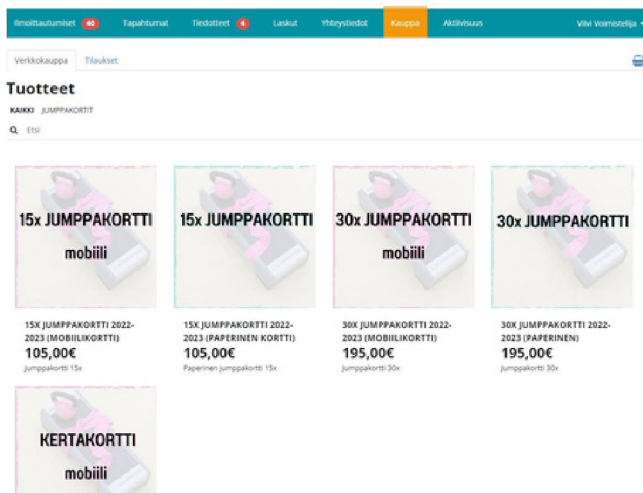 Ilmoittautumiset 40 Tapahtumat Tiedotteet 4 Laskut Yhteystiedot Kauppa Aktiivisuus Viivi Voimistelija
Verkkokauppa Tilaukset
Tuotteet
KAIKKI JUMPPAKORTIT
Etsi
15x JUMPPAKORTTI
mobiili
15x JUMPPAKORTTI
30x JUMPPAKORTTI
mobiili
30x JUMPPAKORTTI
15X JUMPPAKORTTI 2022-
2023 (MOBIILIKORTTI)
105,00€
Jumppakortti 15x
15X JUMPPAKORTTI 2022-
2023 (PAPERINEN KORTTI)
105,00€
Paperinen jumppakortti 15x
30X JUMPPAKORTTI 2022-
2023 (MOBIILIKORTTI)
195,00€
Jumppakortti 30x
30X JUMPPAKORTTI 2022-
2023 (PAPERINEN)
195,00€
Jumppakortti 30x
KERTAKORTTI
mobiili